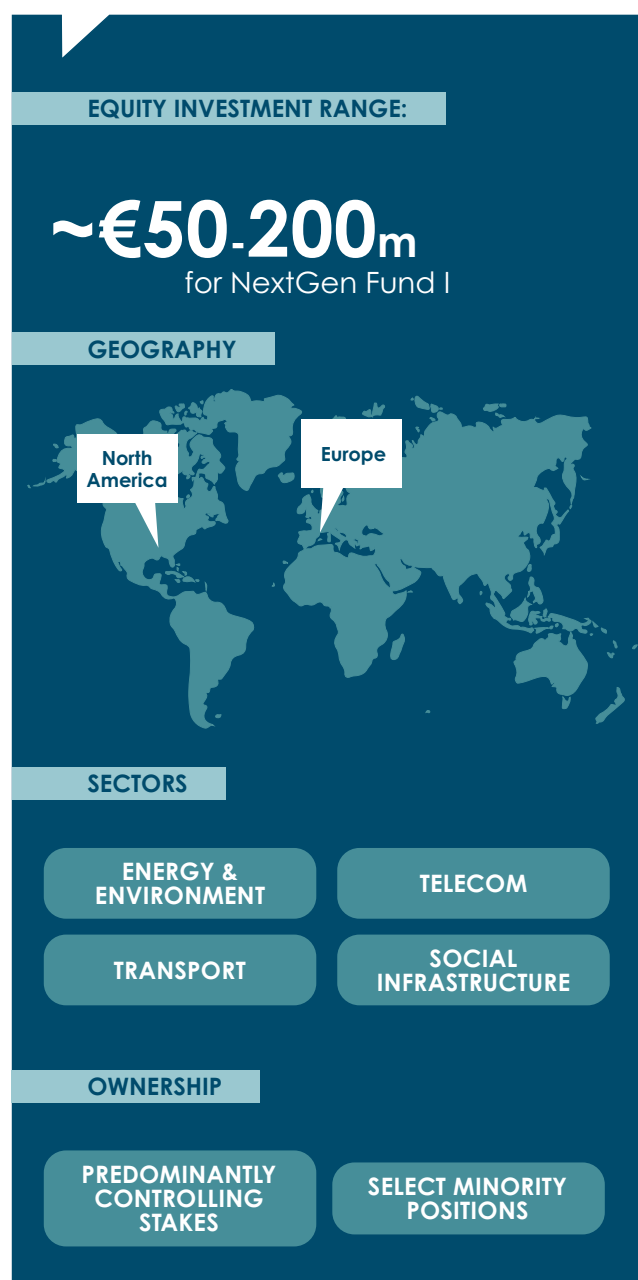 EQUITY INVESTMENT RANGE:
~€50-200m
for NextGen Fund I
GEOGRAPHY
North
America
Europe
SECTORS
ENERGY &
ENVIRONMENT
TELECOM
TRANSPORT
SOCIAL
INFRASTRUCTURE
OWNERSHIP
PREDOMINANTLY
CONTROLLING
STAKES
SELECT MINORITY
POSITIONS